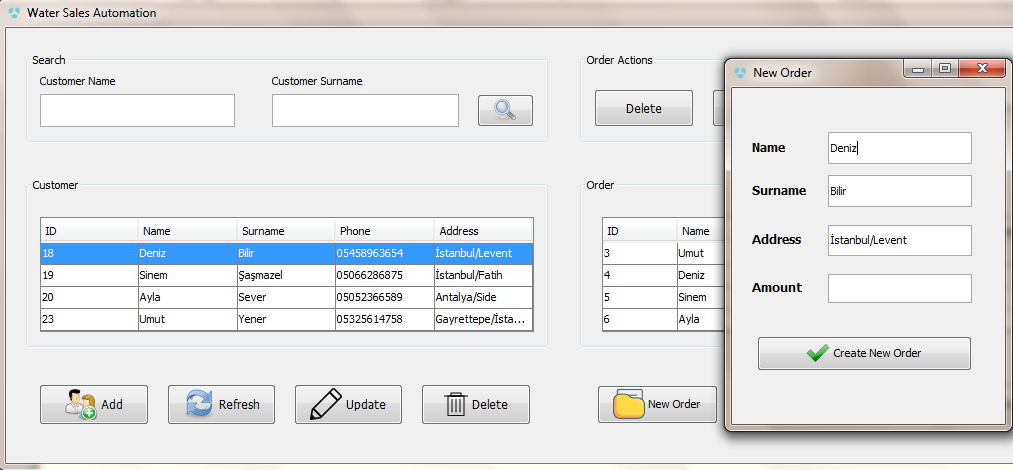 Water Sales Automation
Search
Customer Name Customer Surname
Order Actions
Delete
Customer
ID Name Surname Phone Address
18 Deniz Bilir 05458963654 İstanbul/Levent
19 Sinem Şaşmazel 05066286875 İstanbul/Fatih
20 Ayla Sever 05052366589 Antalya/Side
23 Umut Yener 05325614758 Gayrettepe/İsta...
Add Refresh Update Delete
Order
ID Name
3 Umut
4 Deniz
5 Sinem
6 Ayla
New Order
New Order
Name Deniz
Surname Bilir
Address İstanbul/Levent
Amount
Create New Order